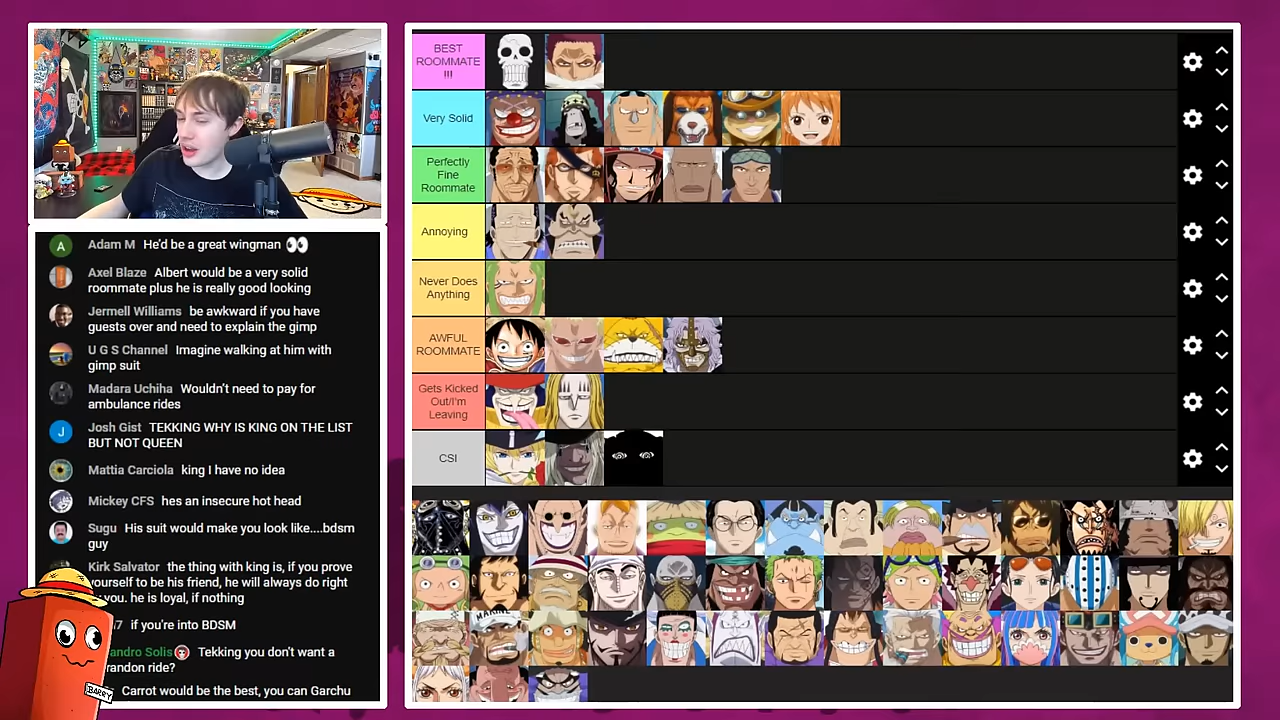 Adam M He'd be a great wingman 👀
Axel Blaze Albert would be a very solid
roommate plus he is really good looking
Jermell Williams be awkward if you have
guests over and need to explain the gimp
U G S Channel Imagine walking at him with
gimp suit
Madara Uchiha Wouldn't need to pay for
ambulance rides
Josh Gist TEKKING WHY IS KING ON THE LIST
BUT NOT QUEEN
Mattia Carciola king I have no idea
Mickey CFS hes an insecure hot head
Sugu His suit would make you look like....bdsm
guy
Kirk Salvator the thing with king is, if you prove
yourself to be his friend, he will always do right
you. he is loyal, if nothing
if you're into BDSM
Solis Tekking you don't want a
ride?
Carrot would be the best, you can Garchu
BARRY
A
J
BEST
ROOMMATE
!!!
Very Solid
Perfectly
Fine
Roommate
Annoying
Never Does
Anything
AWFUL
ROOMMATE
Gets Kicked
Out/I'm
Leaving
CSI
MARINE